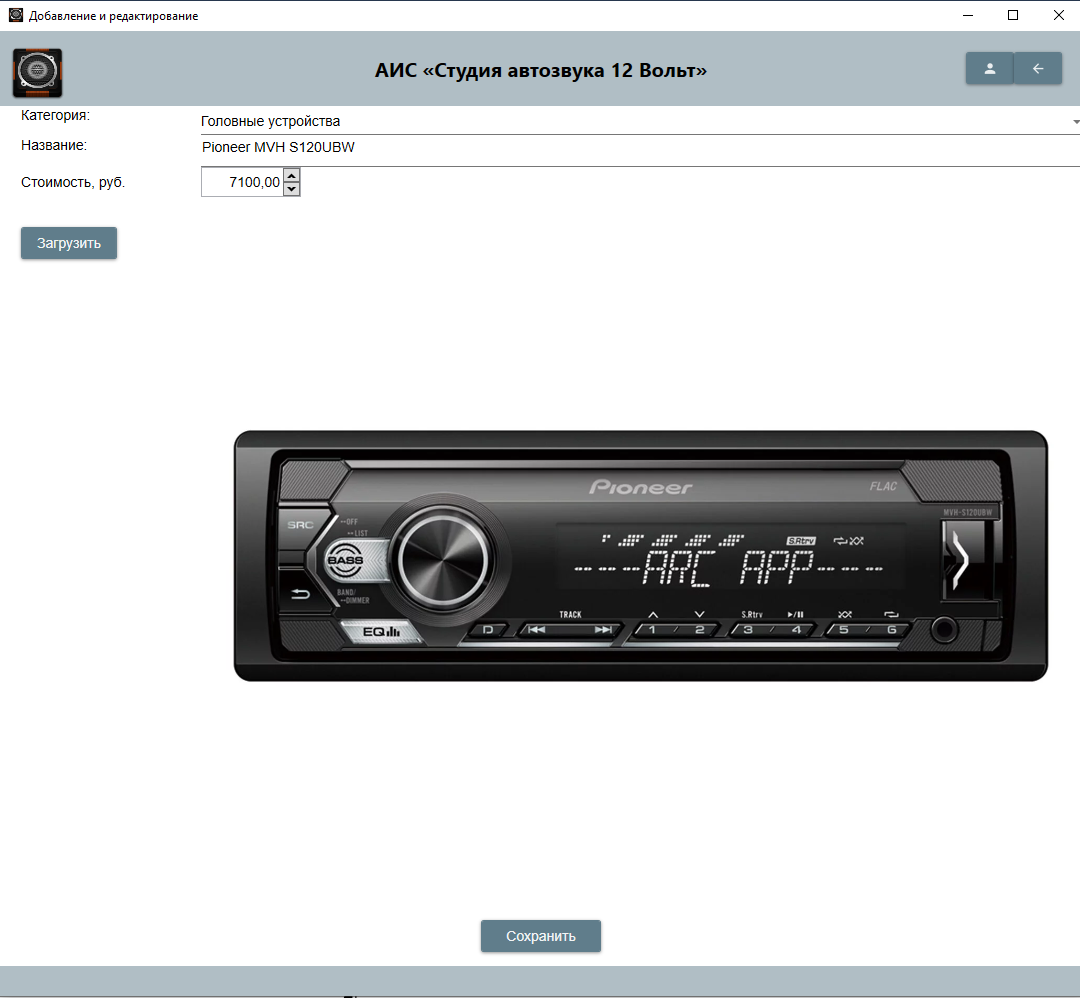 Добавление и редактирование
АИС «Студия автозвука 12 Вольт»
Категория:
Головные устройства
Название:
Pioneer MVH S120UBW
Стоимость, руб.
7100,00
Загрузить
Pioneer
FLAC
MVH-S120UBW
SRC
OFF
LIST
BASS
S.Rtrv
ARC APP
BAND/
DIMMER
TRACK
S.Rtrv
EQ
D
1 / 2
3 / 4
5 / 6
Сохранить